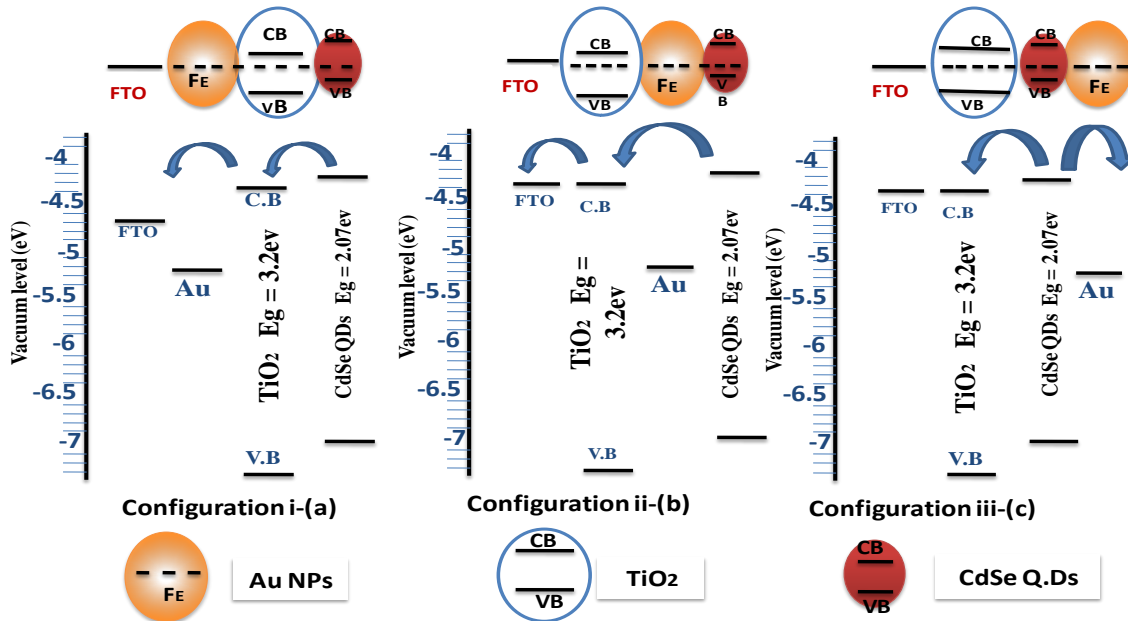 CB
CB
FE
VB
VB
FTO
CB
CB
FE
VB
V
B
FTO
CB
CB
FE
VB
VB
FTO
Vacuum level (eV)
-4
-4.5
-5
-5.5
-6
-6.5
-7
FTO
Au
C.B
TiO2 Eg = 3.2ev
V.B
CdSe QDs Eg = 2.07ev
Configuration i-(a)
Vacuum level (eV)
-4
-4.5
-5
-5.5
-6
-6.5
-7
FTO
C.B
TiO2 Eg =
3.2ev
V.B
Au
CdSe QDs Eg = 2.07ev
Configuration ii-(b)
Vacuum level (eV)
-4
-4.5
-5
-5.5
-6
-6.5
-7
FTO
C.B
TiO2 Eg = 3.2ev
V.B
CdSe QDs Eg = 2.07ev
Au
Configuration iii-(c)
FE
Au NPs
CB
VB
TiO2
CB
VB
CdSe Q.Ds